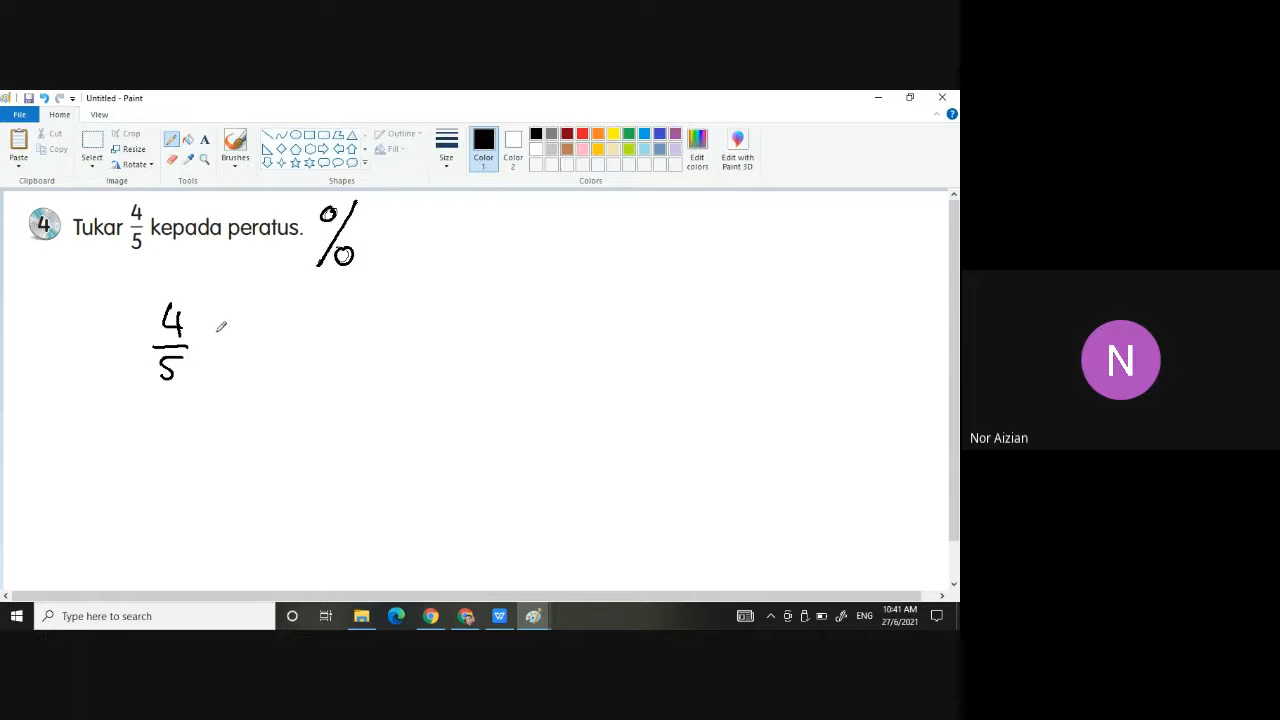 Untitled - Paint
File Home View
Paste
Cut
Copy
Clipboard
Select
Crop
Resize
Rotate
Image
Tools
Brushes
Shapes
Outline
Fill
Size
Color 1
Color 2
Edit colors
Edit with Paint 3D
Colors
4 Tukar 4/5 kepada peratus. %
4
5
N
Nor Aizian
Type here to search
ENG
10:41 AM
27/6/2021